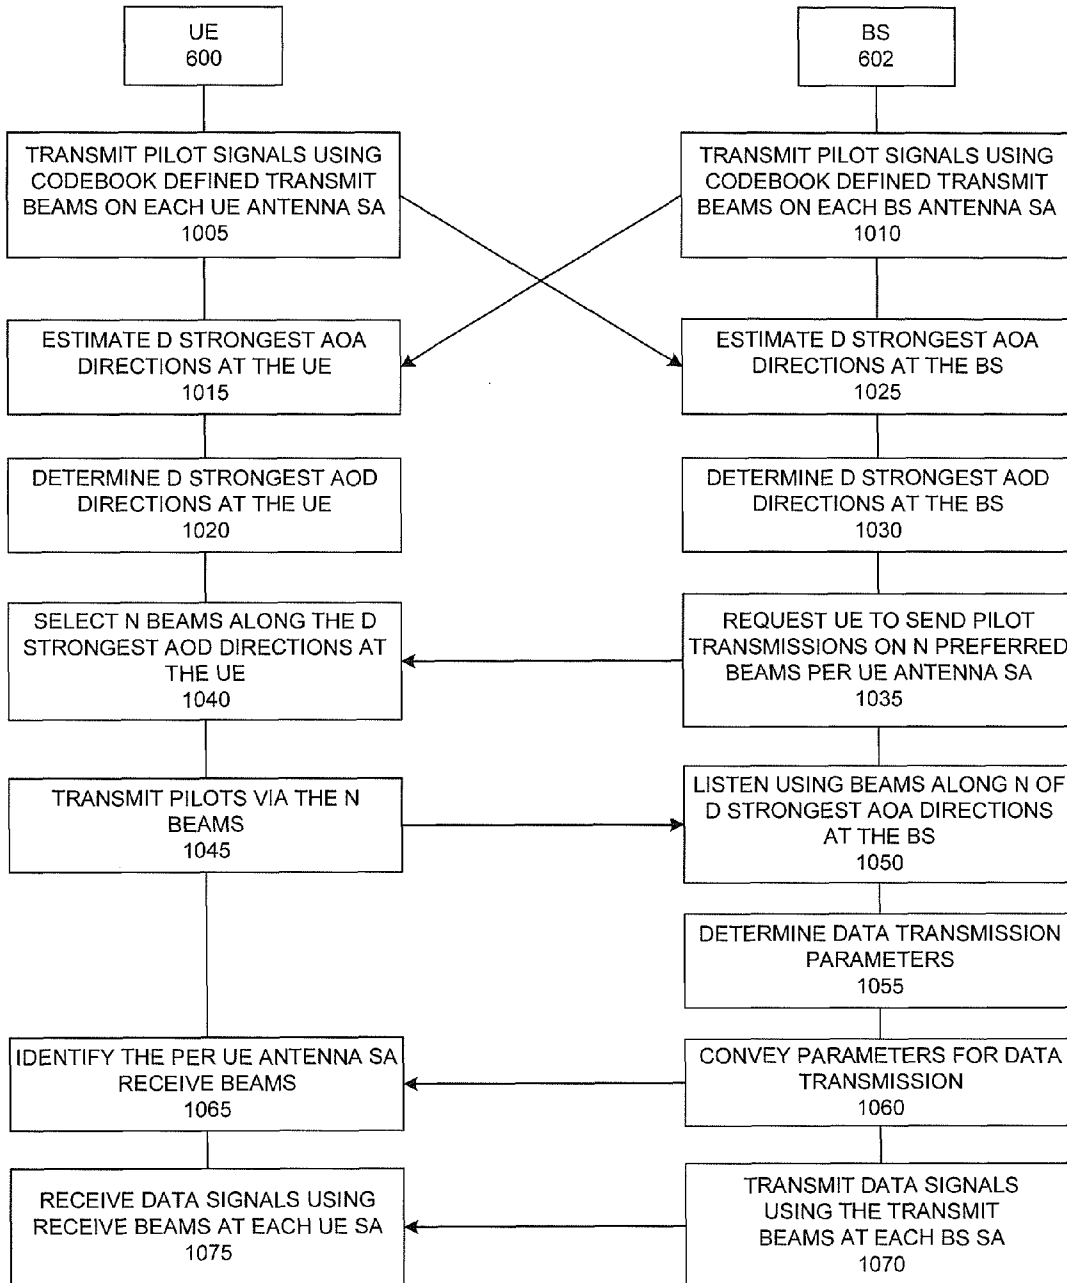 UE
600
BS
602
TRANSMIT PILOT SIGNALS USING
CODEBOOK DEFINED TRANSMIT
BEAMS ON EACH UE ANTENNA SA
1005
TRANSMIT PILOT SIGNALS USING
CODEBOOK DEFINED TRANSMIT
BEAMS ON EACH BS ANTENNA SA
1010
ESTIMATE D STRONGEST AOA
DIRECTIONS AT THE UE
1015
ESTIMATE D STRONGEST AOA
DIRECTIONS AT THE BS
1025
DETERMINE D STRONGEST AOD
DIRECTIONS AT THE UE
1020
DETERMINE D STRONGEST AOD
DIRECTIONS AT THE BS
1030
SELECT N BEAMS ALONG THE D
STRONGEST AOD DIRECTIONS AT
THE UE
1040
REQUEST UE TO SEND PILOT
TRANSMISSIONS ON N PREFERRED
BEAMS PER UE ANTENNA SA
1035
TRANSMIT PILOTS VIA THE N
BEAMS
1045
LISTEN USING BEAMS ALONG N OF
D STRONGEST AOA DIRECTIONS
AT THE BS
1050
DETERMINE DATA TRANSMISSION
PARAMETERS
1055
IDENTIFY THE PER UE ANTENNA SA
RECEIVE BEAMS
1065
CONVEY PARAMETERS FOR DATA
TRANSMISSION
1060
RECEIVE DATA SIGNALS USING
RECEIVE BEAMS AT EACH UE SA
1075
TRANSMIT DATA SIGNALS
USING THE TRANSMIT
BEAMS AT EACH BS SA
1070